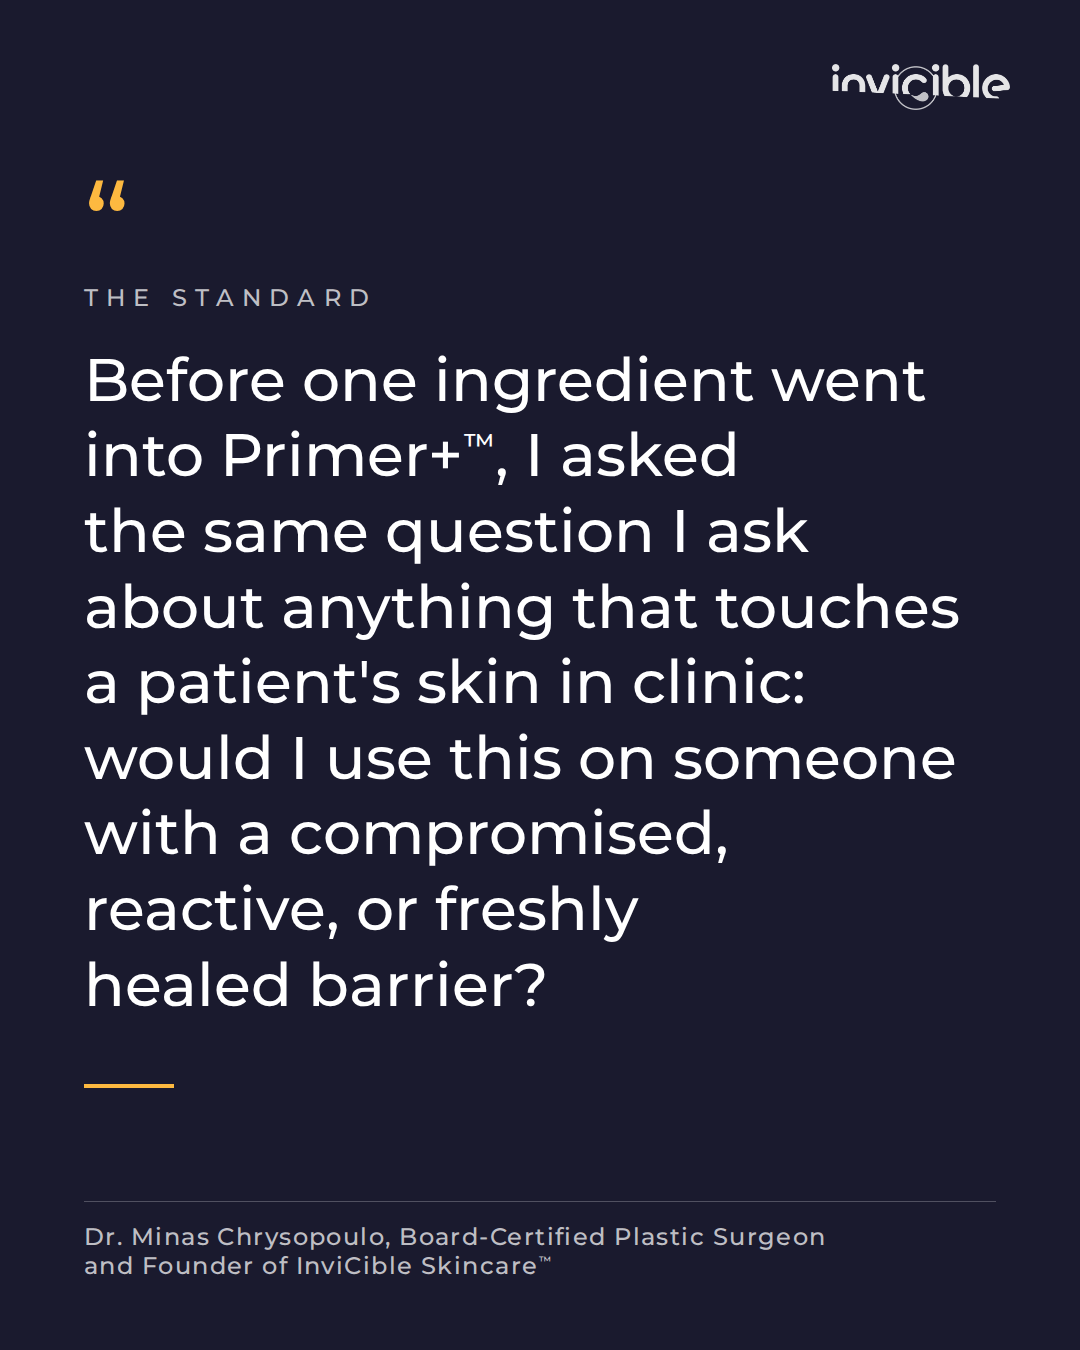 invicible
“
THE STANDARD
Before one ingredient went
into Primer+™, I asked
the same question I ask
about anything that touches
a patient's skin in clinic:
would I use this on someone
with a compromised,
reactive, or freshly
healed barrier?
Dr. Minas Chrysopoulo, Board-Certified Plastic Surgeon
and Founder of InviCible Skincare™